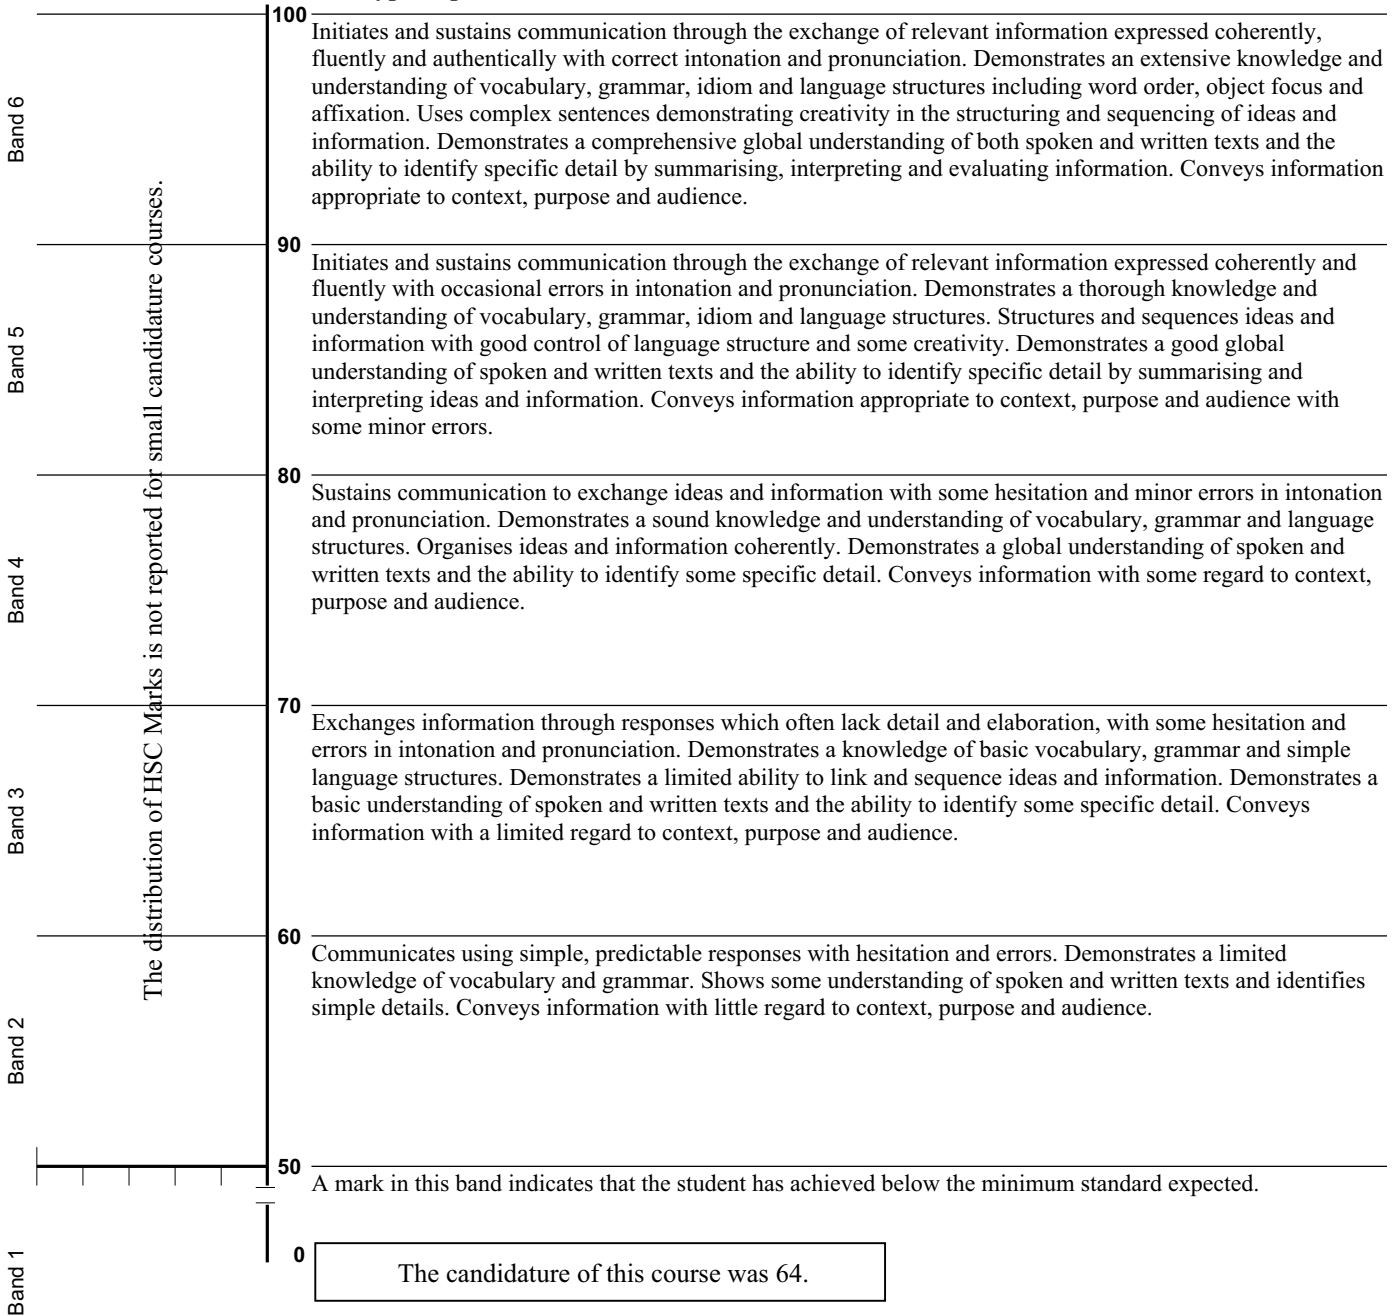 100
Initiates and sustains communication through the exchange of relevant information expressed coherently,
fluently and authentically with correct intonation and pronunciation. Demonstrates an extensive knowledge and
understanding of vocabulary, grammar, idiom and language structures including word order, object focus and
affixation. Uses complex sentences demonstrating creativity in the structuring and sequencing of ideas and
information. Demonstrates a comprehensive global understanding of both spoken and written texts and the
ability to identify specific detail by summarising, interpreting and evaluating information. Conveys information
appropriate to context, purpose and audience.
Band 6
90
Initiates and sustains communication through the exchange of relevant information expressed coherently and
fluently with occasional errors in intonation and pronunciation. Demonstrates a thorough knowledge and
understanding of vocabulary, grammar, idiom and language structures. Structures and sequences ideas and
information with good control of language structure and some creativity. Demonstrates a good global
understanding of spoken and written texts and the ability to identify specific detail by summarising and
interpreting ideas and information. Conveys information appropriate to context, purpose and audience with
some minor errors.
Band 5
80
Sustains communication to exchange ideas and information with some hesitation and minor errors in intonation
and pronunciation. Demonstrates a sound knowledge and understanding of vocabulary, grammar and language
structures. Organises ideas and information coherently. Demonstrates a global understanding of spoken and
written texts and the ability to identify some specific detail. Conveys information with some regard to context,
purpose and audience.
Band 4
The distribution of HSC Marks is not reported for small candidature courses.
70
Exchanges information through responses which often lack detail and elaboration, with some hesitation and
errors in intonation and pronunciation. Demonstrates a knowledge of basic vocabulary, grammar and simple
language structures. Demonstrates a limited ability to link and sequence ideas and information. Demonstrates a
basic understanding of spoken and written texts and the ability to identify some specific detail. Conveys
information with a limited regard to context, purpose and audience.
Band 3
60
Communicates using simple, predictable responses with hesitation and errors. Demonstrates a limited
knowledge of vocabulary and grammar. Shows some understanding of spoken and written texts and identifies
simple details. Conveys information with little regard to context, purpose and audience.
Band 2
50
A mark in this band indicates that the student has achieved below the minimum standard expected.
Band 1
0
The candidature of this course was 64.